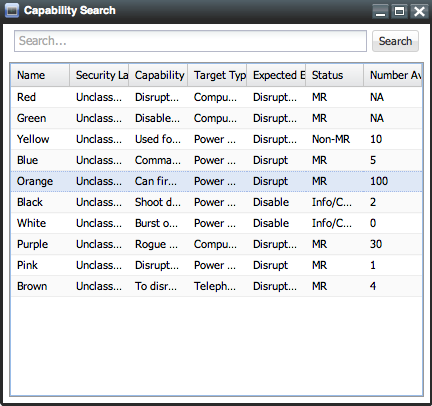 Capability Search
Search... Search
Name Security La Capability Target Typ Expected E Status Number Av
Red Unclass... Disrupt... Compu... Disrupt... MR NA
Green Unclass... Disable... Compu... Disrupt... MR NA
Yellow Unclass... Used fo... Power ... Disrupt... Non-MR 10
Blue Unclass... Comma... Power ... Disrupt... MR 5
Orange Unclass... Can fir... Power ... Disrupt MR 100
Black Unclass... Shoot d... Power ... Disable Info/C... 2
White Unclass... Burst o... Power ... Disable Info/C... 0
Purple Unclass... Rogue ... Compu... Disrupt... MR 30
Pink Unclass... Disrupt... Power ... Disrupt... MR 1
Brown Unclass... To disr... Teleph... Disrupt... MR 4